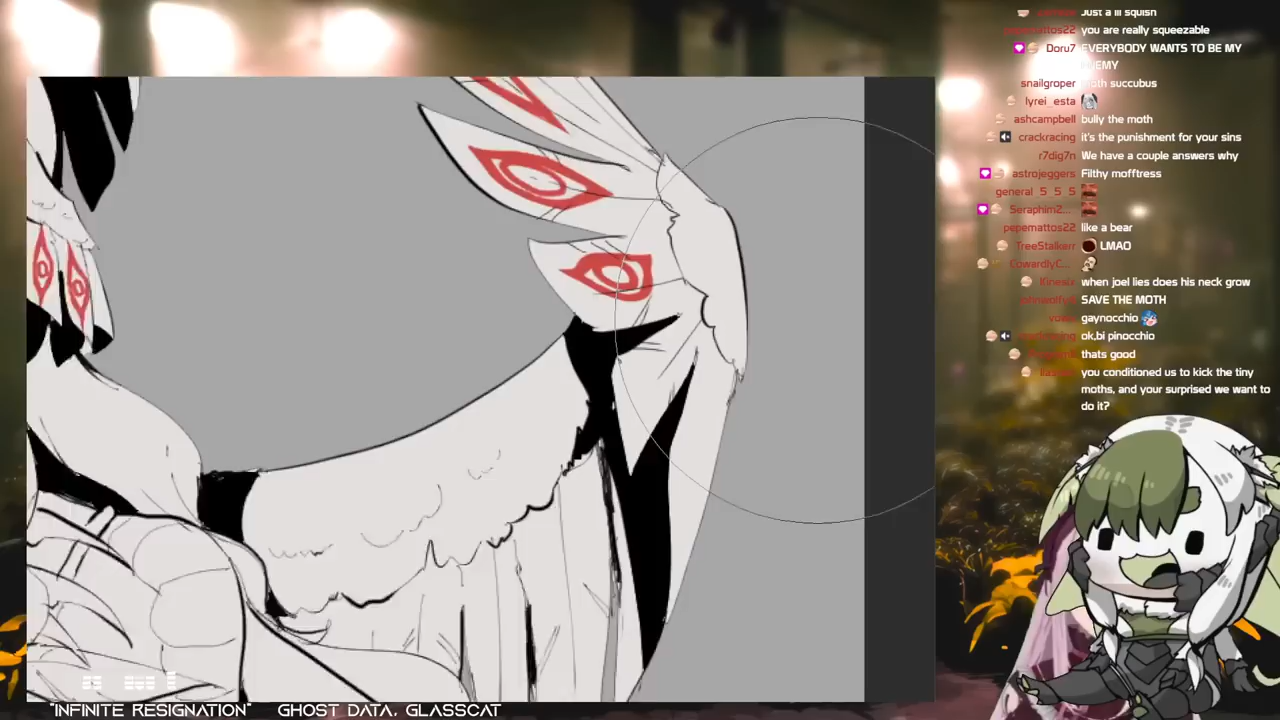 Just a lil squish
pepemattos22 you are really squeezable
Doru7 EVERYBODY WANTS TO BE MY
ENEMY
snailgroper moth succubus
lyrei_esta
ashcampbell bully the moth
crackracing it's the punishment for your sins
r7dig7n We have a couple answers why
astrojeggers Filthy mofftress
general_5_5_5
Seraphim2...
pepemattos22 like a bear
TreeStalkerr LMAO
CowardlyC...
Kinesix when joel lies does his neck grow
SAVE THE MOTH
gaynocchio
crackracing ok,bi pinocchio
thats good
you conditioned us to kick the tiny
moths, and your surprised we want to
do it?
"INFINITE RESIGNATION" GHOST DATA, GLASSCAT